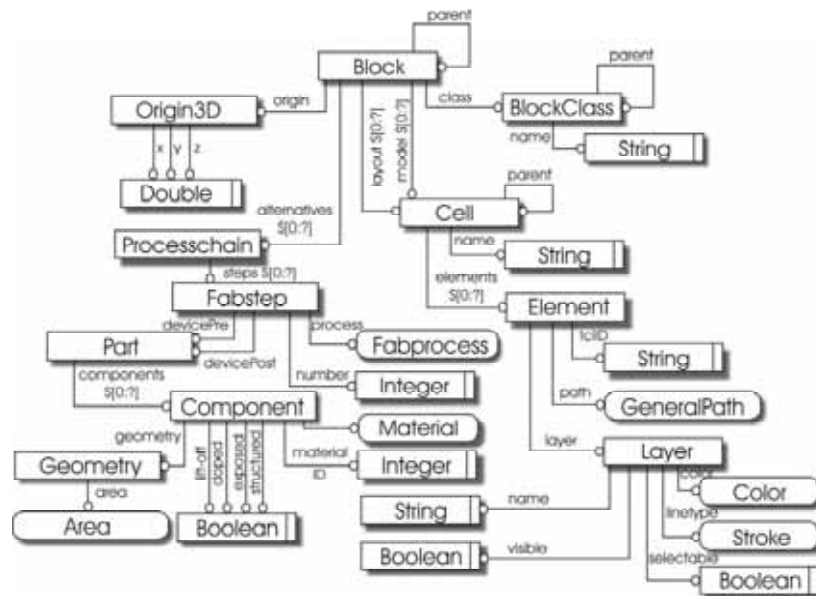 parent
Block
parent
Origin3D
origin
class
BlockClass
name
String
x
y
z
layout S[0:?]
model S[0:?]
parent
Double
Cell
alternatives
S[0:?]
Processchain
name
String
steps S[0:?]
elements
S[0:?]
Fabstep
Element
devicePre
process
Part
Fabprocess
String
devicePost
components
S[0:?]
number
Integer
path
GeneralPath
Component
geometry
Material
layer
Layer
Geometry
lift-off
doped
exposed
structured
material
ID
Integer
color
Color
area
name
String
linetype
Area
Boolean
Stroke
Boolean
visible
selectable
Boolean